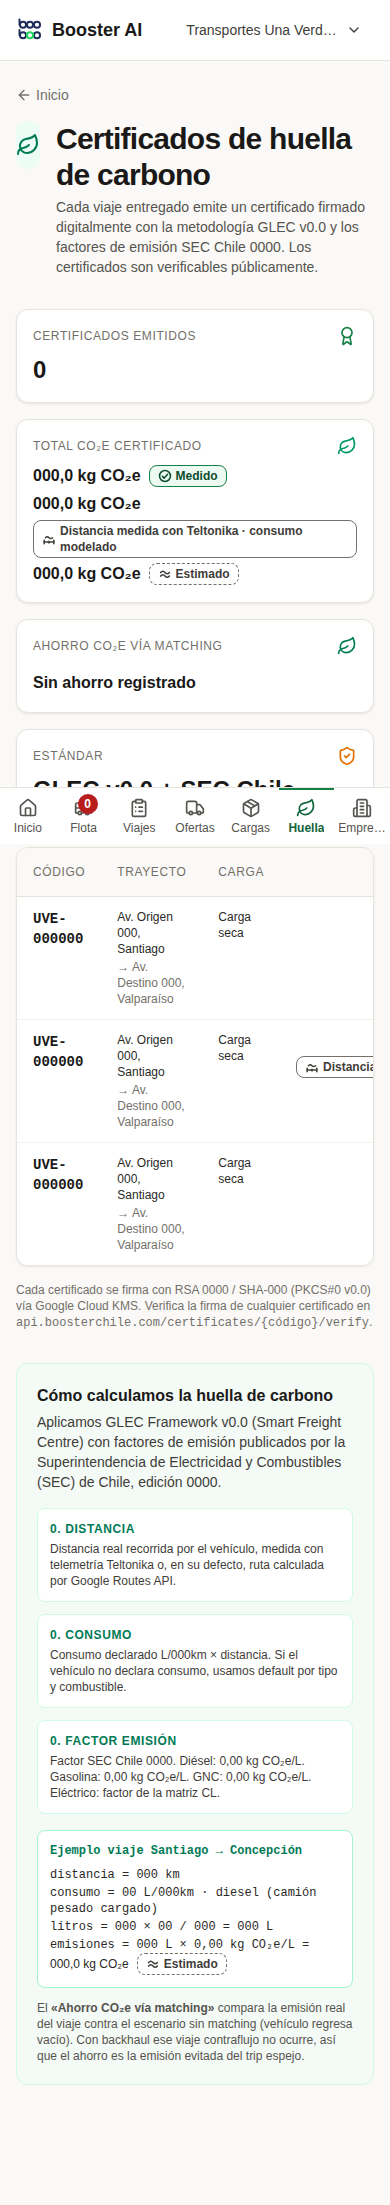 Booster AI
Transportes Una Verd…
Inicio
Certificados de huella
de carbono
Cada viaje entregado emite un certificado firmado
digitalmente con la metodología GLEC v0.0 y los
factores de emisión SEC Chile 0000. Los
certificados son verificables públicamente.
CERTIFICADOS EMITIDOS
0
TOTAL CO₂E CERTIFICADO
000,0 kg CO₂e Medido
000,0 kg CO₂e
Distancia medida con Teltonika · consumo
modelado
000,0 kg CO₂e Estimado
AHORRO CO₂E VÍA MATCHING
Sin ahorro registrado
ESTÁNDAR
GLEC v0.0 + SEC Chile
0
Inicio Flota Viajes Ofertas Cargas Huella Empre…
CÓDIGO TRAYECTO CARGA
UVE-
000000
Av. Origen
000,
Santiago
→ Av.
Destino 000,
Valparaíso
Carga
seca
UVE-
000000
Av. Origen
000,
Santiago
→ Av.
Destino 000,
Valparaíso
Carga
seca
Distancia
UVE-
000000
Av. Origen
000,
Santiago
→ Av.
Destino 000,
Valparaíso
Carga
seca
Cada certificado se firma con RSA 0000 / SHA-000 (PKCS#0 v0.0)
vía Google Cloud KMS. Verifica la firma de cualquier certificado en
api.boosterchile.com/certificates/{código}/verify.
Cómo calculamos la huella de carbono
Aplicamos GLEC Framework v0.0 (Smart Freight
Centre) con factores de emisión publicados por la
Superintendencia de Electricidad y Combustibles
(SEC) de Chile, edición 0000.
0. DISTANCIA
Distancia real recorrida por el vehículo, medida con
telemetría Teltonika o, en su defecto, ruta calculada
por Google Routes API.
0. CONSUMO
Consumo declarado L/000km × distancia. Si el
vehículo no declara consumo, usamos default por tipo
y combustible.
0. FACTOR EMISIÓN
Factor SEC Chile 0000. Diésel: 0,00 kg CO₂e/L.
Gasolina: 0,00 kg CO₂e/L. GNC: 0,00 kg CO₂e/L.
Eléctrico: factor de la matriz CL.
Ejemplo viaje Santiago → Concepción
distancia = 000 km
consumo = 00 L/000km · diesel (camión
pesado cargado)
litros = 000 × 00 / 000 = 000 L
emisiones = 000 L × 0,00 kg CO₂e/L =
000,0 kg CO₂e Estimado
El «Ahorro CO₂e vía matching» compara la emisión real
del viaje contra el escenario sin matching (vehículo regresa
vacío). Con backhaul ese viaje contraflujo no ocurre, así
que el ahorro es la emisión evitada del trip espejo.